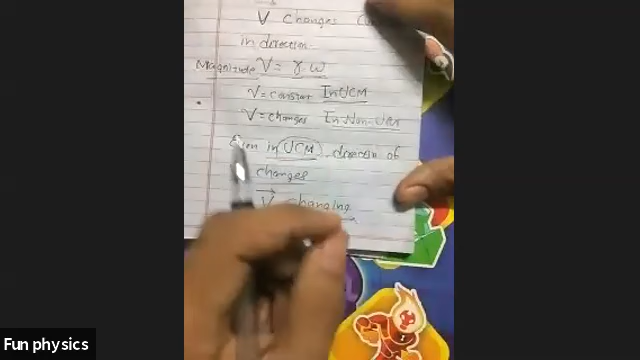 V changes
in direction
Magnitude V = r ω
V = constant In UCM
V = changes In Non-UCM
Even in UCM direction of
changes
V changing
Fun physics